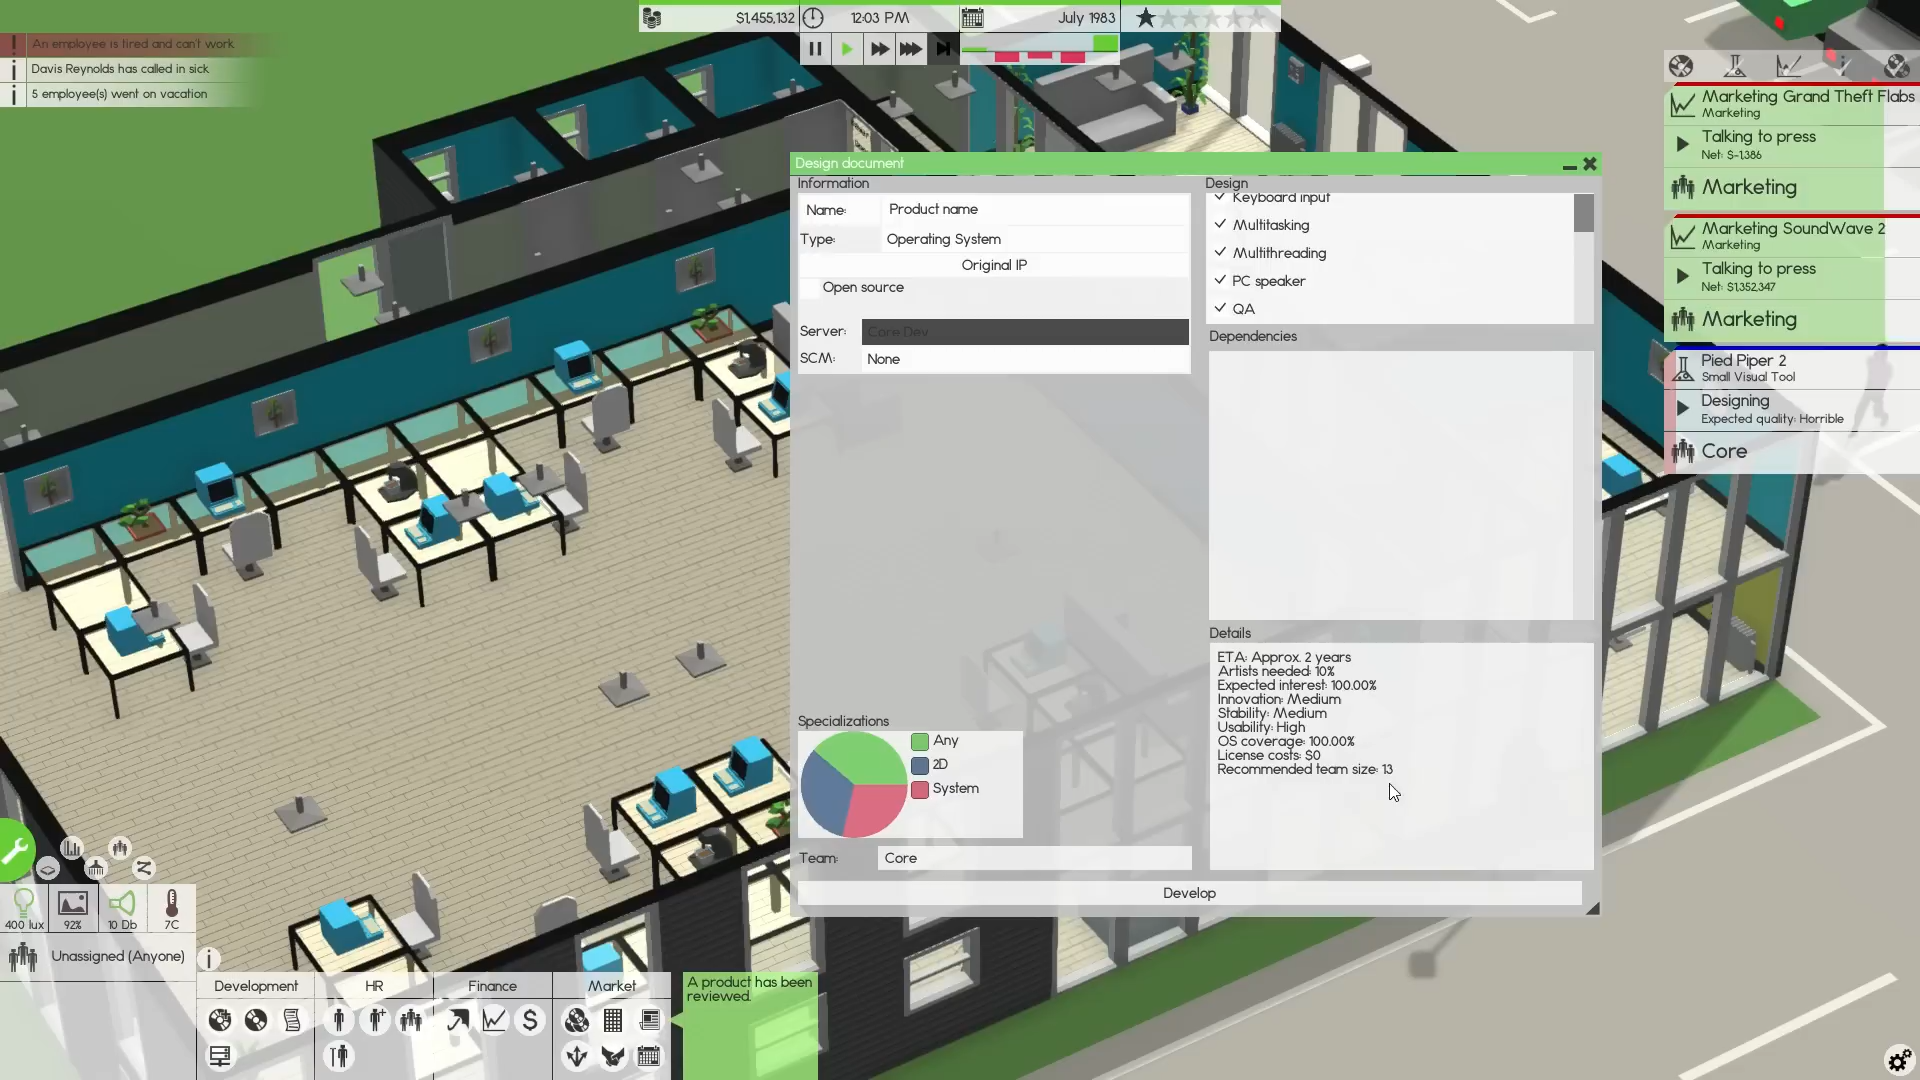 $1,455,132
12:03 PM
July 1983
An employee is tired and can't work
Davis Reynolds has called in sick
5 employee(s) went on vacation
Marketing Grand Theft Flabs
Marketing
Talking to press
Net: $-1,386
Marketing
Marketing SoundWave 2
Marketing
Talking to press
Net: $1,352,347
Marketing
Pied Piper 2
Small Visual Tool
Designing
Expected quality: Horrible
Core
Design document
Information
Name: Product name
Type: Operating System
Original IP
Open source
Server: Core Dev
SCM: None
Specializations
Any
2D
System
Team: Core
Design
Keyboard input
Multitasking
Multithreading
PC speaker
QA
Dependencies
Details
ETA: Approx. 2 years
Artists needed: 10%
Expected interest: 100.00%
Innovation: Medium
Stability: Medium
Usability: High
OS coverage: 100.00%
License costs: $0
Recommended team size: 13
Develop
400 lux
92%
10 Db
7C
Unassigned (Anyone)
Development
HR
Finance
Market
A product has been
reviewed.